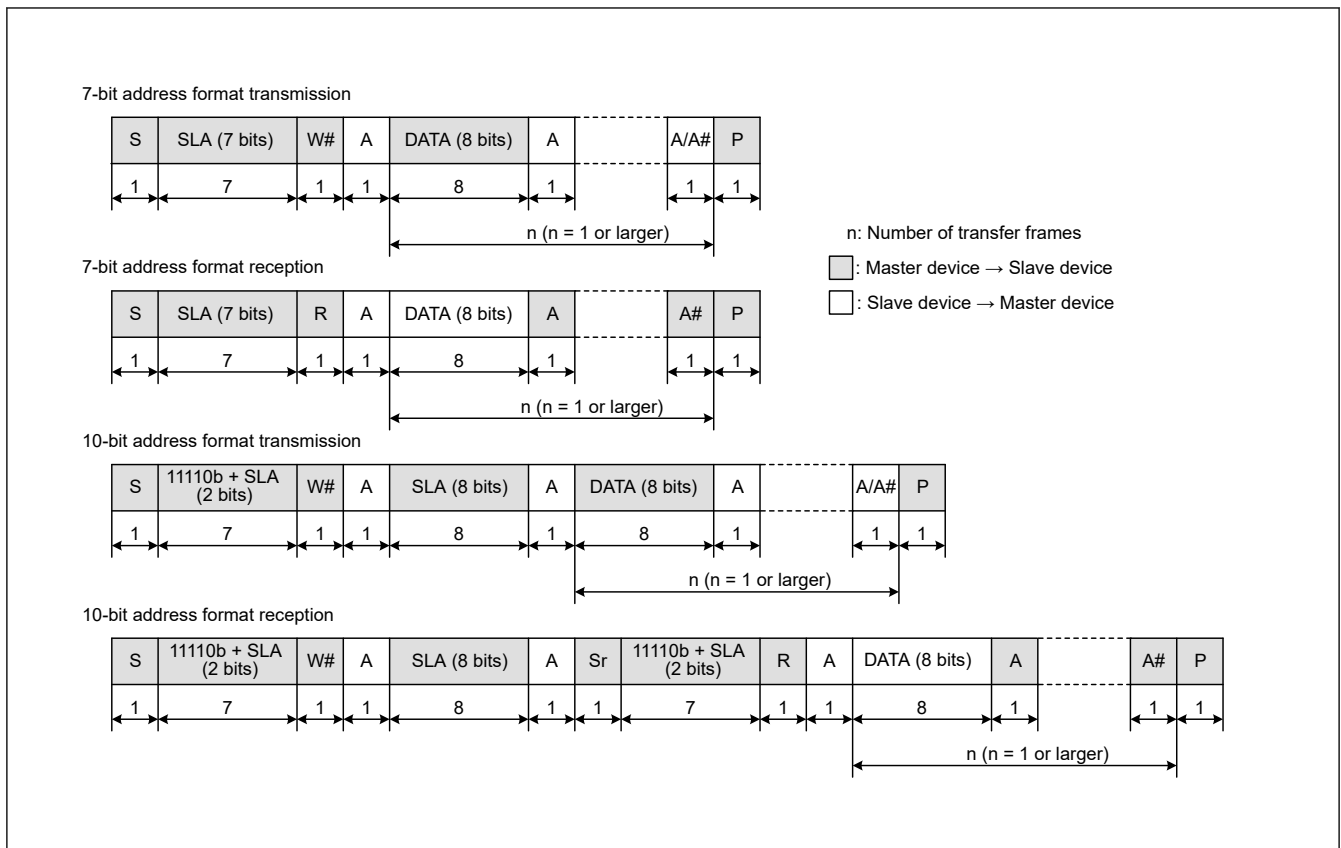 7-bit address format transmission
S SLA (7 bits) W# A DATA (8 bits) A A/A# P
1 7 1 1 8 1 1 1
n (n = 1 or larger)
n: Number of transfer frames
: Master device → Slave device
: Slave device → Master device
7-bit address format reception
S SLA (7 bits) R A DATA (8 bits) A A# P
1 7 1 1 8 1 1 1
n (n = 1 or larger)
10-bit address format transmission
S 11110b + SLA (2 bits) W# A SLA (8 bits) A DATA (8 bits) A A/A# P
1 7 1 1 8 1 8 1 1 1
n (n = 1 or larger)
10-bit address format reception
S 11110b + SLA (2 bits) W# A SLA (8 bits) A Sr 11110b + SLA (2 bits) R A DATA (8 bits) A A# P
1 7 1 1 8 1 1 7 1 1 8 1 1 1
n (n = 1 or larger)